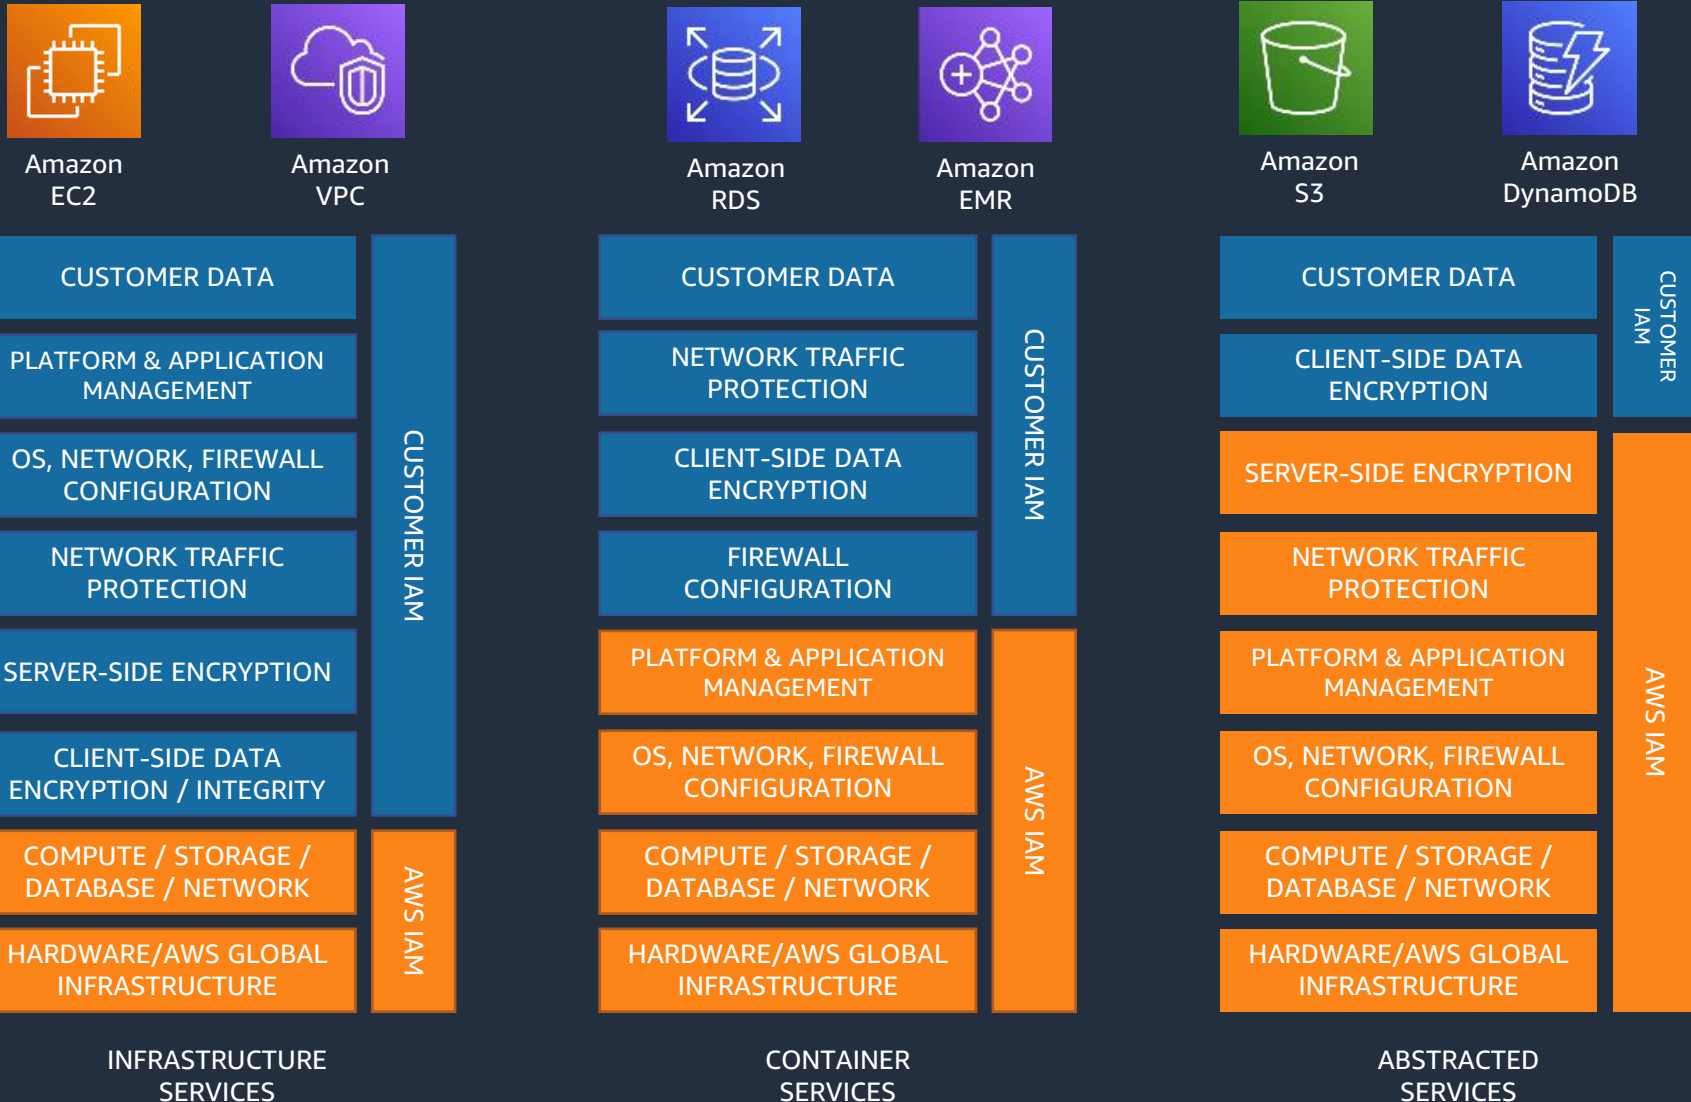 Amazon
EC2
Amazon
VPC
CUSTOMER DATA
PLATFORM & APPLICATION
MANAGEMENT
OS, NETWORK, FIREWALL
CONFIGURATION
NETWORK TRAFFIC
PROTECTION
SERVER-SIDE ENCRYPTION
CLIENT-SIDE DATA
ENCRYPTION / INTEGRITY
COMPUTE / STORAGE /
DATABASE / NETWORK
HARDWARE/AWS GLOBAL
INFRASTRUCTURE
CUSTOMER IAM
AWS IAM
INFRASTRUCTURE
SERVICES
Amazon
RDS
Amazon
EMR
CUSTOMER DATA
NETWORK TRAFFIC
PROTECTION
CLIENT-SIDE DATA
ENCRYPTION
FIREWALL
CONFIGURATION
PLATFORM & APPLICATION
MANAGEMENT
OS, NETWORK, FIREWALL
CONFIGURATION
COMPUTE / STORAGE /
DATABASE / NETWORK
HARDWARE/AWS GLOBAL
INFRASTRUCTURE
CUSTOMER IAM
AWS IAM
CONTAINER
SERVICES
Amazon
S3
Amazon
DynamoDB
CUSTOMER DATA
CLIENT-SIDE DATA
ENCRYPTION
SERVER-SIDE ENCRYPTION
NETWORK TRAFFIC
PROTECTION
PLATFORM & APPLICATION
MANAGEMENT
OS, NETWORK, FIREWALL
CONFIGURATION
COMPUTE / STORAGE /
DATABASE / NETWORK
HARDWARE/AWS GLOBAL
INFRASTRUCTURE
CUSTOMER
IAM
AWS IAM
ABSTRACTED
SERVICES